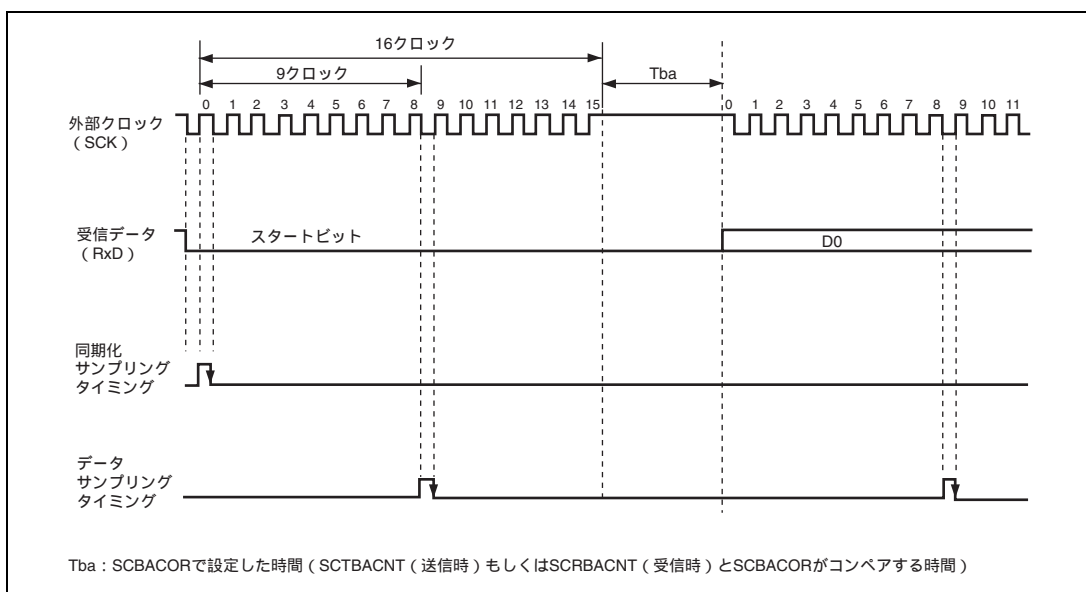 16クロック
9クロック
Tba
0 1 2 3 4 5 6 7 8 9 10 11 12 13 14 15 0 1 2 3 4 5 6 7 8 9 10 11
外部クロック
（SCK）
受信データ
（RxD）
スタートビット
D0
同期化
サンプリング
タイミング
データ
サンプリング
タイミング
Tba：SCBACORで設定した時間（SCTBACNT（送信時）もしくはSCRBACNT（受信時）とSCBACORがコンペアする時間）